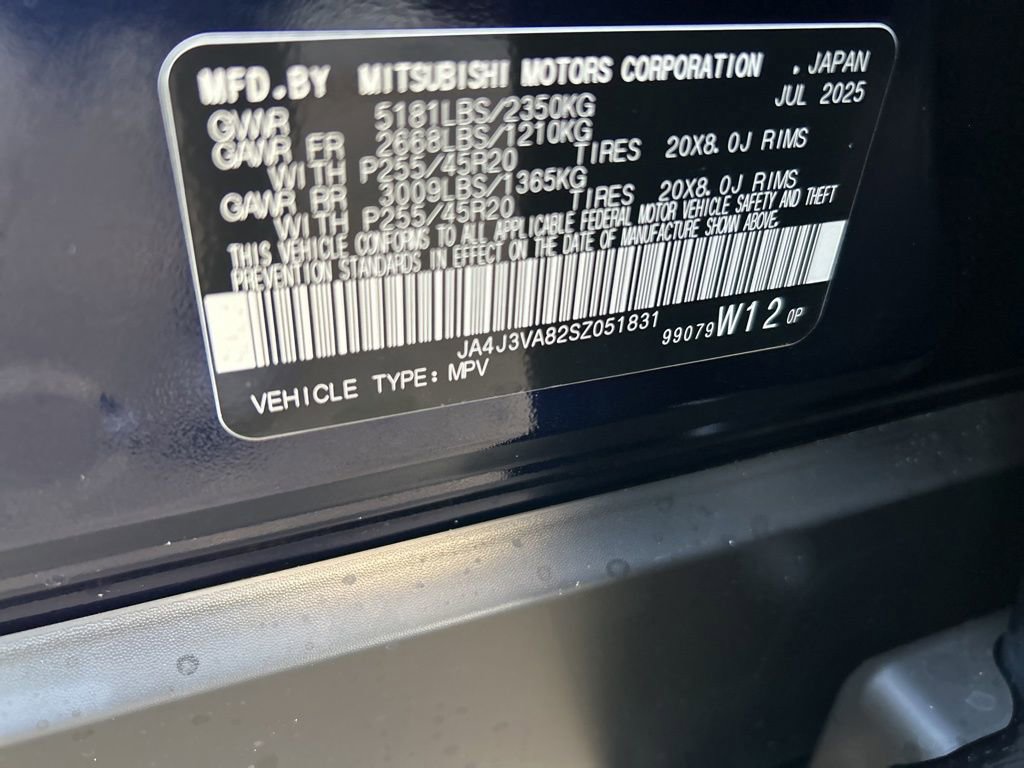 MFD.BY MITSUBISHI MOTORS CORPORATION . JAPAN
JUL 2025
GVWR 5181LBS/2350KG
GAWR FR 2668LBS/1210KG
WITH P255/45R20 TIRES 20X8.0J RIMS
GAWR RR 3009LBS/1365KG
WITH P255/45R20 TIRES 20X8.0J RIMS
THIS VEHICLE CONFORMS TO ALL APPLICABLE FEDERAL MOTOR VEHICLE SAFETY AND THEFT
PREVENTION STANDARDS IN EFFECT ON THE DATE OF MANUFACTURE SHOWN ABOVE.
JA4J3VA82SZ051831 99079 W12 0P
VEHICLE TYPE: MPV